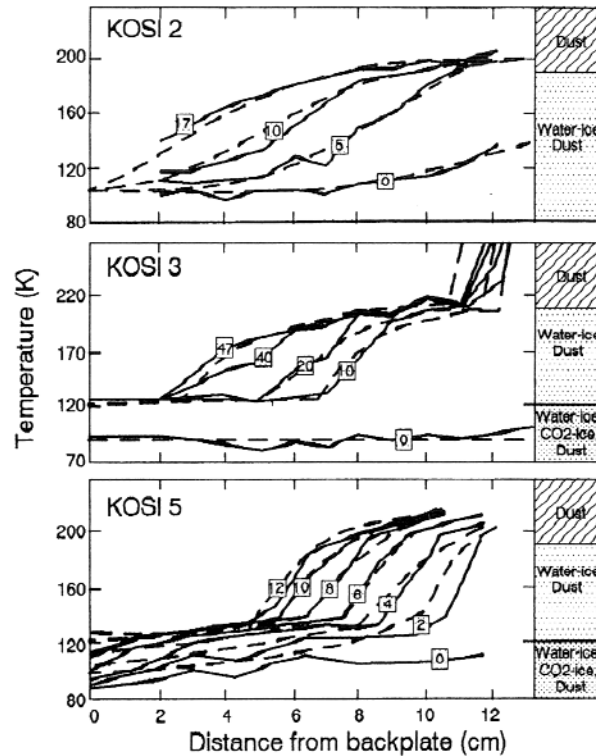 KOSI 2
200
160
120
80
17
10
5
0
Dust
Water-ice
Dust
KOSI 3
220
170
120
70
47
40
20
10
0
Dust
Water-ice
Dust
Water-ice
CO2-ice
Dust
Temperature (K)
KOSI 5
200
160
120
80
12
10
8
6
4
2
0
Dust
Water-ice
Dust
Water-ice
CO2-ice
Dust
0 2 4 6 8 10 12
Distance from backplate (cm)